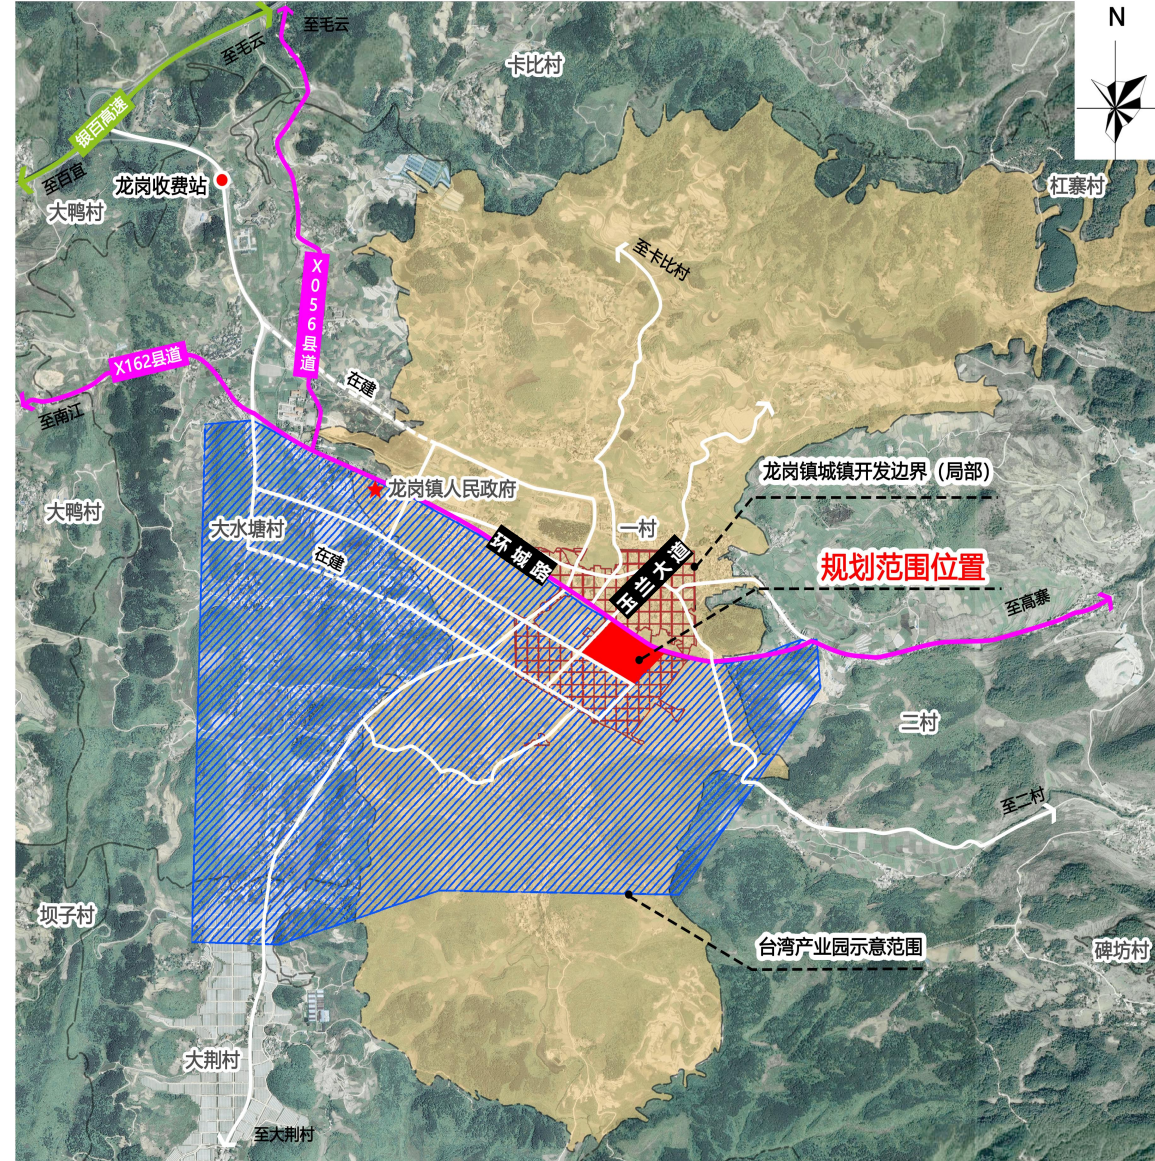 N
至毛云
至毛云
卡比村
银百高速
至百宜
龙岗收费站
大鸭村
杠寨村
至卡比村
X056县道
X162县道
至南江
在建
龙岗镇城镇开发边界（局部）
龙岗镇人民政府
大鸭村
大水塘村
一村
环城路
在建
玉兰大道
规划范围位置
至高寨
二村
至二村
坝子村
台湾产业园示意范围
碑坊村
大荆村
至大荆村